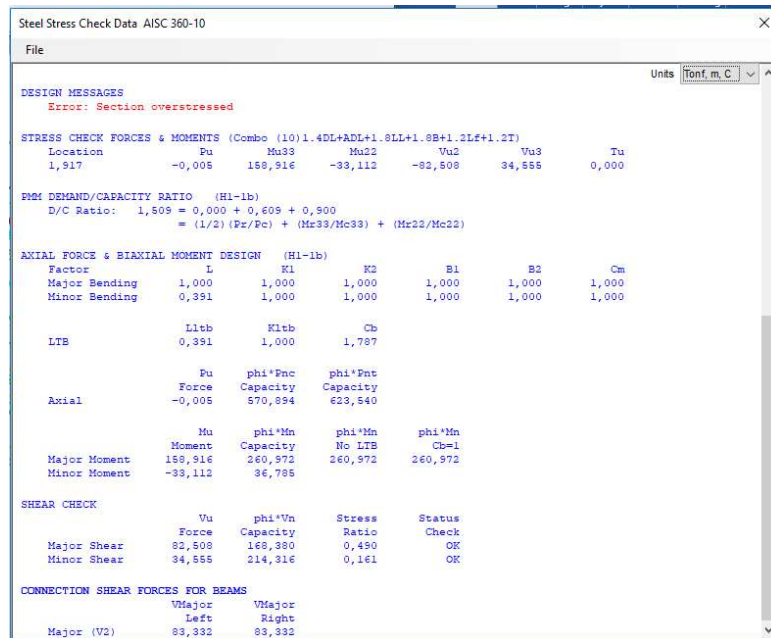 Steel Stress Check Data AISC 360-10
File
Units Tonf, m, C
DESIGN MESSAGES
Error: Section overstressed
STRESS CHECK FORCES & MOMENTS (Combo (10)1.4DL+ADL+1.8LL+1.8B+1.2Lf+1.2T)
Location Pu Mu33 Mu22 Vu2 Vu3 Tu
1,917 -0,005 158,916 -33,112 -82,508 34,555 0,000
PMM DEMAND/CAPACITY RATIO (H1-1b)
D/C Ratio: 1,509 = 0,000 + 0,609 + 0,900
= (1/2)(Pr/Pc) + (Mr33/Mc33) + (Mr22/Mc22)
AXIAL FORCE & BIAXIAL MOMENT DESIGN (H1-1b)
Factor L K1 K2 B1 B2 Cm
Major Bending 1,000 1,000 1,000 1,000 1,000 1,000
Minor Bending 0,391 1,000 1,000 1,000 1,000 1,000
Lltb Kltb Cb
LTB 0,391 1,000 1,787
Pu phi*Pnc phi*Pnt
Force Capacity Capacity
Axial -0,005 570,894 623,540
Mu phi*Mn phi*Mn phi*Mn
Moment Capacity No LTB Cb=1
Major Moment 158,916 260,972 260,972 260,972
Minor Moment -33,112 36,785
SHEAR CHECK
Vu phi*Vn Stress Status
Force Capacity Ratio Check
Major Shear 82,508 168,380 0,490 OK
Minor Shear 34,555 214,316 0,161 OK
CONNECTION SHEAR FORCES FOR BEAMS
VMajor VMajor
Left Right
Major (V2) 83,332 83,332